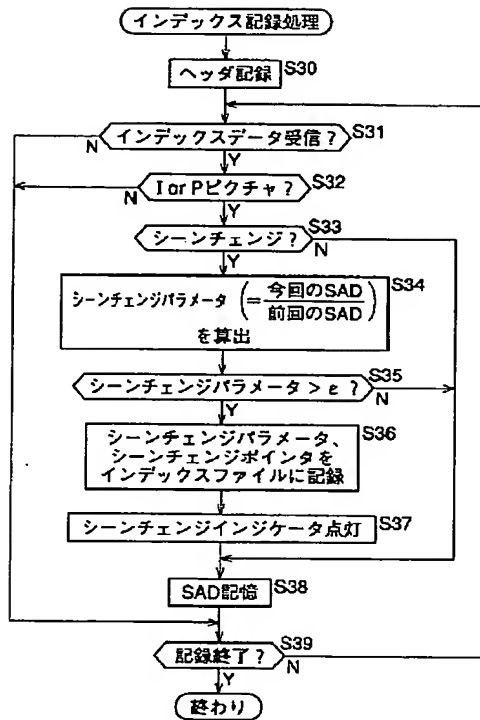 インデックス記録処理
ヘッダ記録 S30
インデックスデータ受信? S31
N
Y
I or Pピクチャ? S32
N
Y
シーンチェンジ? S33
N
Y
S34
シーンチェンジパラメータ (= 今回のSAD / 前回のSAD)
を算出
シーンチェンジパラメータ > ε ? S35
N
Y
シーンチェンジパラメータ、 S36
シーンチェンジポインタを
インデックスファイルに記録
シーンチェンジインジケータ点灯 S37
SAD記憶 S38
記録終了? S39
N
Y
終わり